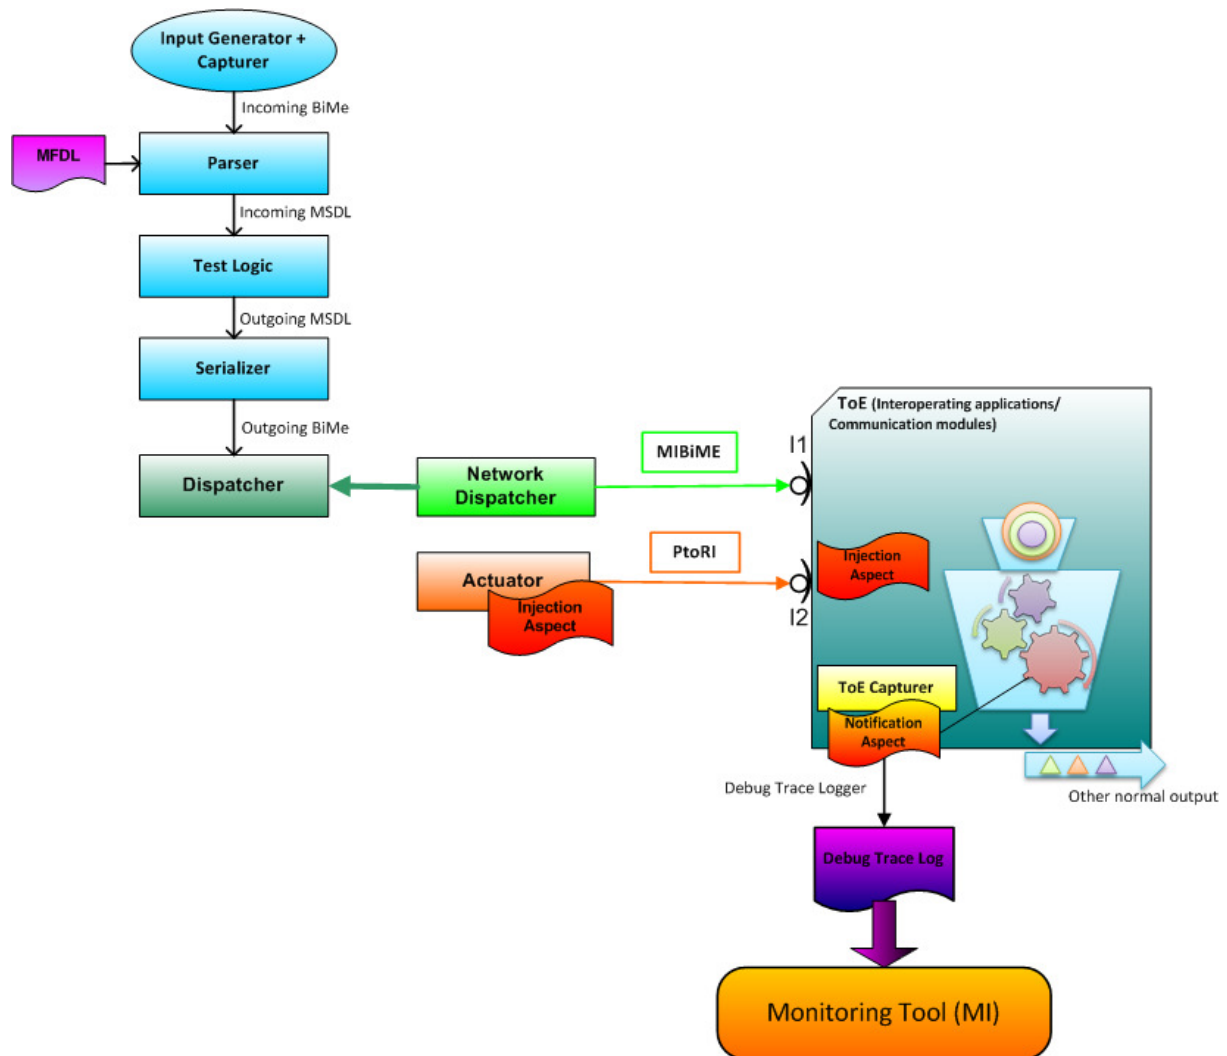 Input Generator +
Capturer
Incoming BiMe
MFDL
Parser
Incoming MSDL
Test Logic
Outgoing MSDL
Serializer
Outgoing BiMe
Dispatcher
Network
Dispatcher
MIBiME
I1
ToE (Interoperating applications/
Communication modules)
Actuator
Injection
Aspect
PtoRI
I2
Injection
Aspect
ToE Capturer
Notification
Aspect
Debug Trace Logger
Other normal output
Debug Trace Log
Monitoring Tool (MI)